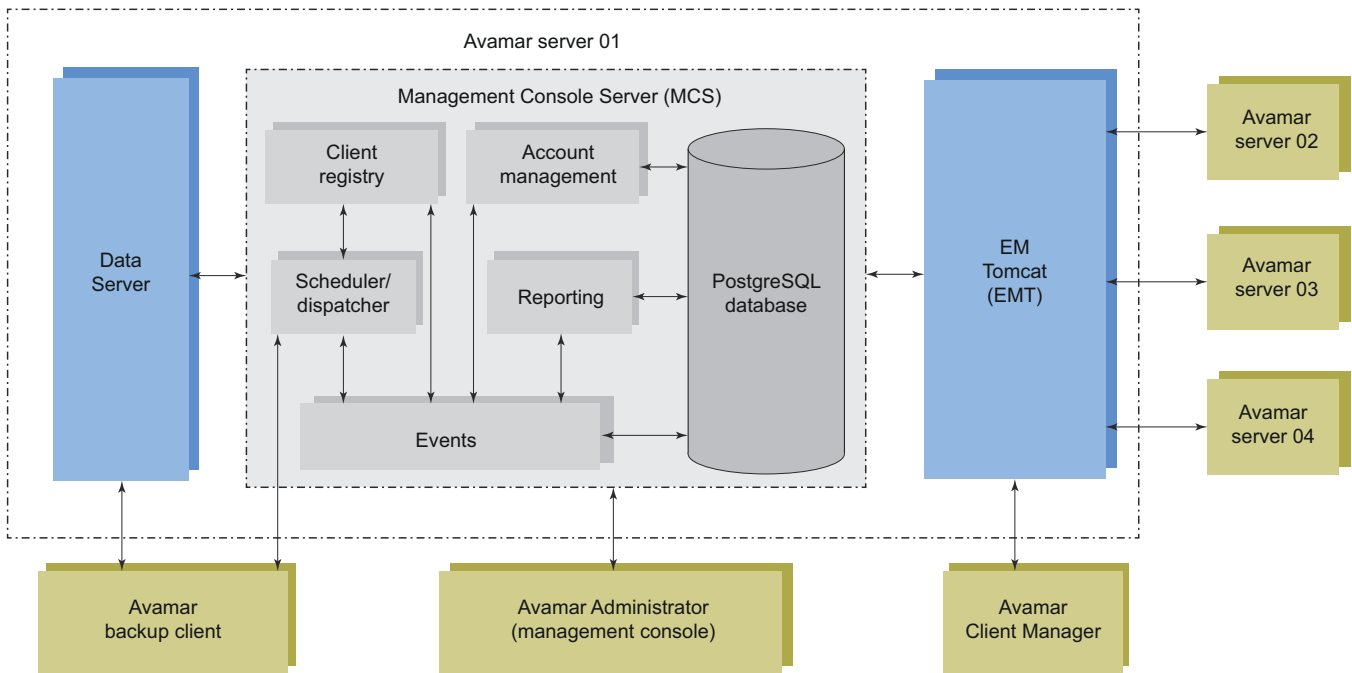 Avamar server 01
Management Console Server (MCS)
Client
registry
Account
management
Data
Server
Scheduler/
dispatcher
Reporting
PostgreSQL
database
Events
EM
Tomcat
(EMT)
Avamar
server 02
Avamar
server 03
Avamar
server 04
Avamar
backup client
Avamar Administrator
(management console)
Avamar
Client Manager